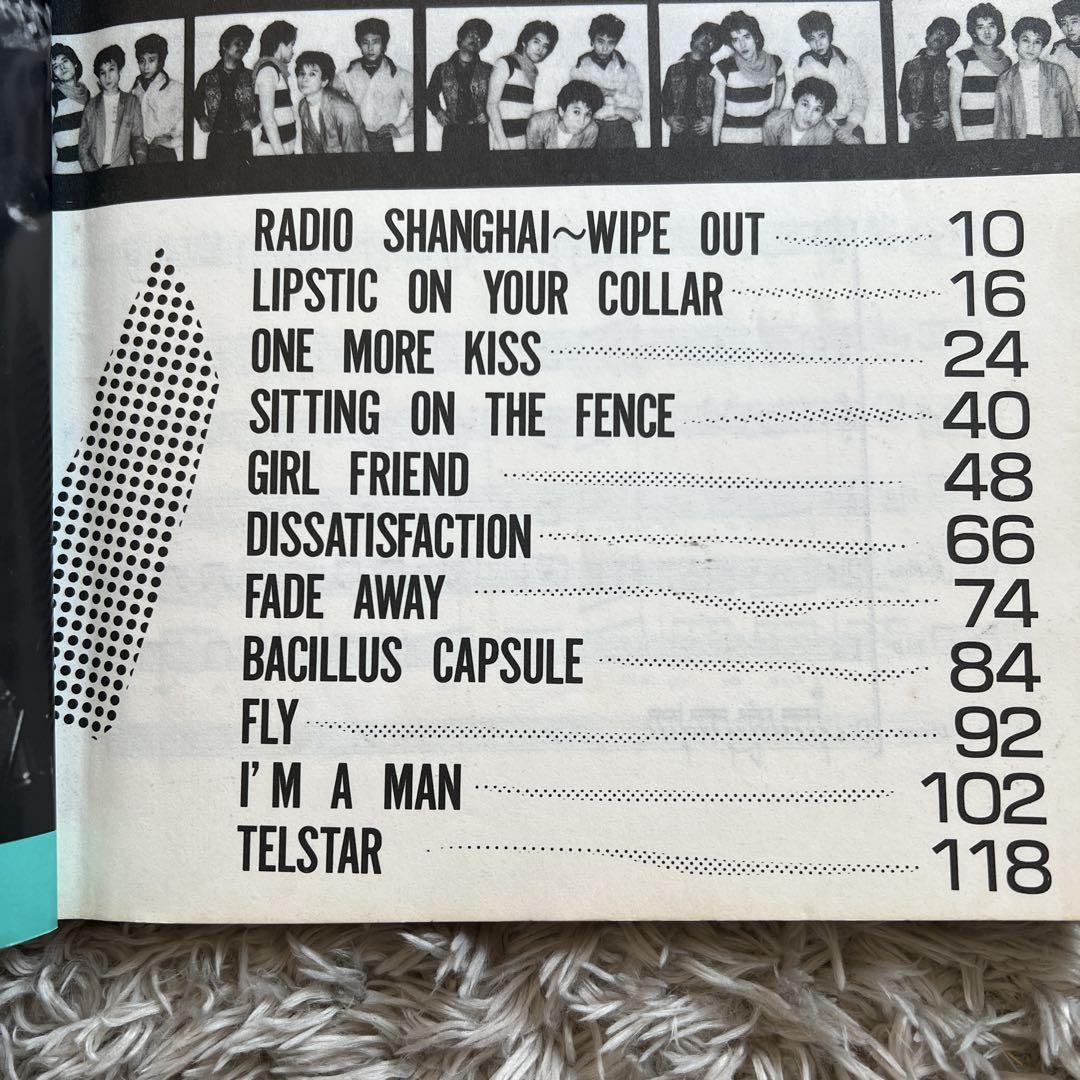 RADIO SHANGHAI~WIPE OUT 10
LIPSTIC ON YOUR COLLAR 16
ONE MORE KISS 24
SITTING ON THE FENCE 40
GIRL FRIEND 48
DISSATISFACTION 66
FADE AWAY 74
BACILLUS CAPSULE 84
FLY 92
I'M A MAN 102
TELSTAR 118